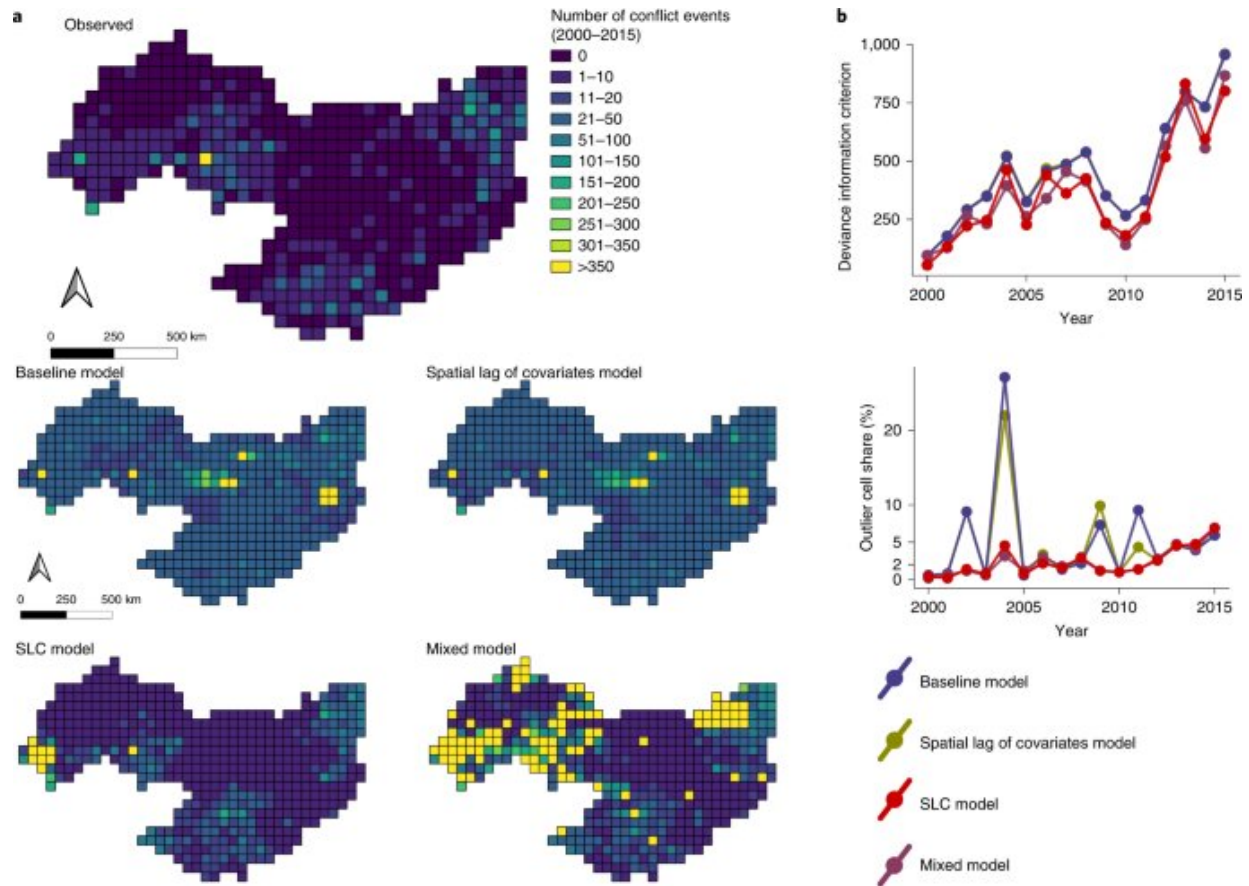 a
Observed
Number of conflict events
(2000–2015)
0
1–10
11–20
21–50
51–100
101–150
151–200
201–250
251–300
301–350
>350
0 250 500 km
Baseline model
Spatial lag of covariates model
0 250 500 km
SLC model
Mixed model
b
1,000
750
500
250
Deviance information criterion
2000 2005 2010 2015
Year
20
10
5
2
0
Outlier cell share (%)
2000 2005 2010 2015
Year
Baseline model
Spatial lag of covariates model
SLC model
Mixed model